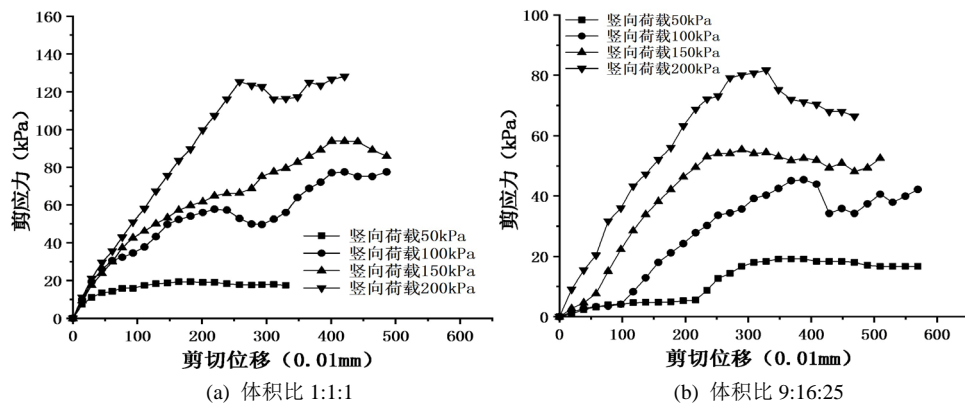 160
140
120
100
80
60
40
20
0
剪应力（kPa）
竖向荷载50kPa
竖向荷载100kPa
竖向荷载150kPa
竖向荷载200kPa
0 100 200 300 400 500 600
剪切位移（0.01mm）
(a) 体积比 1:1:1
100
80
60
40
20
0
剪应力（kPa）
竖向荷载50kPa
竖向荷载100kPa
竖向荷载150kPa
竖向荷载200kPa
0 100 200 300 400 500 600
剪切位移（0.01mm）
(b) 体积比 9:16:25